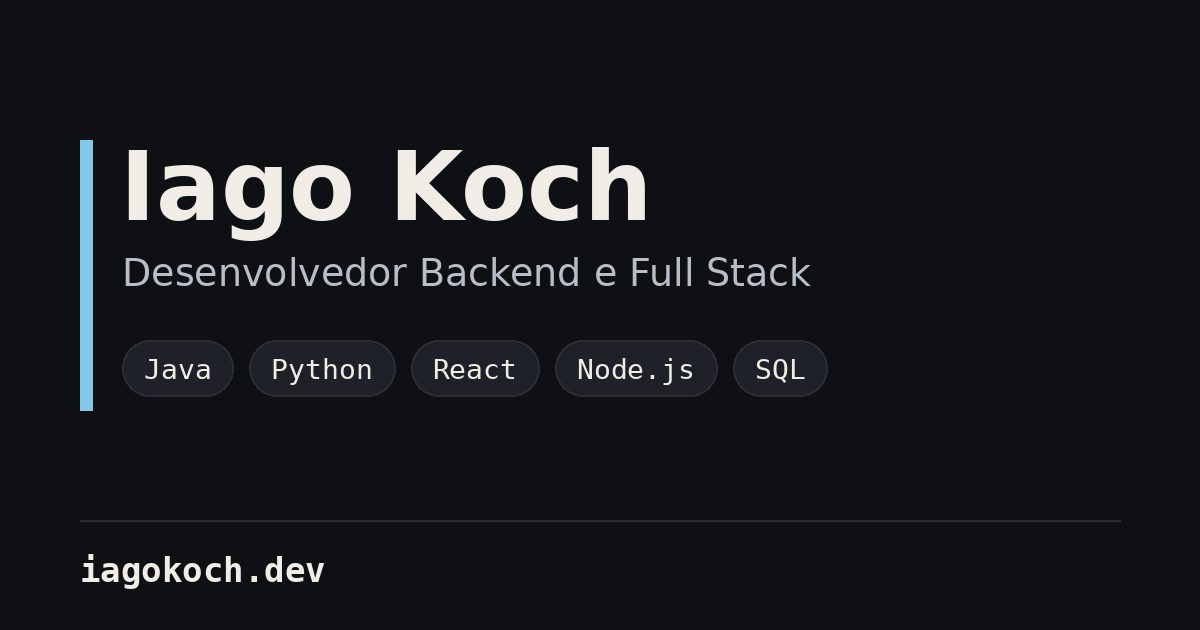 Iago Koch
Desenvolvedor Backend e Full Stack
Java Python React Node.js SQL
iagokoch.dev